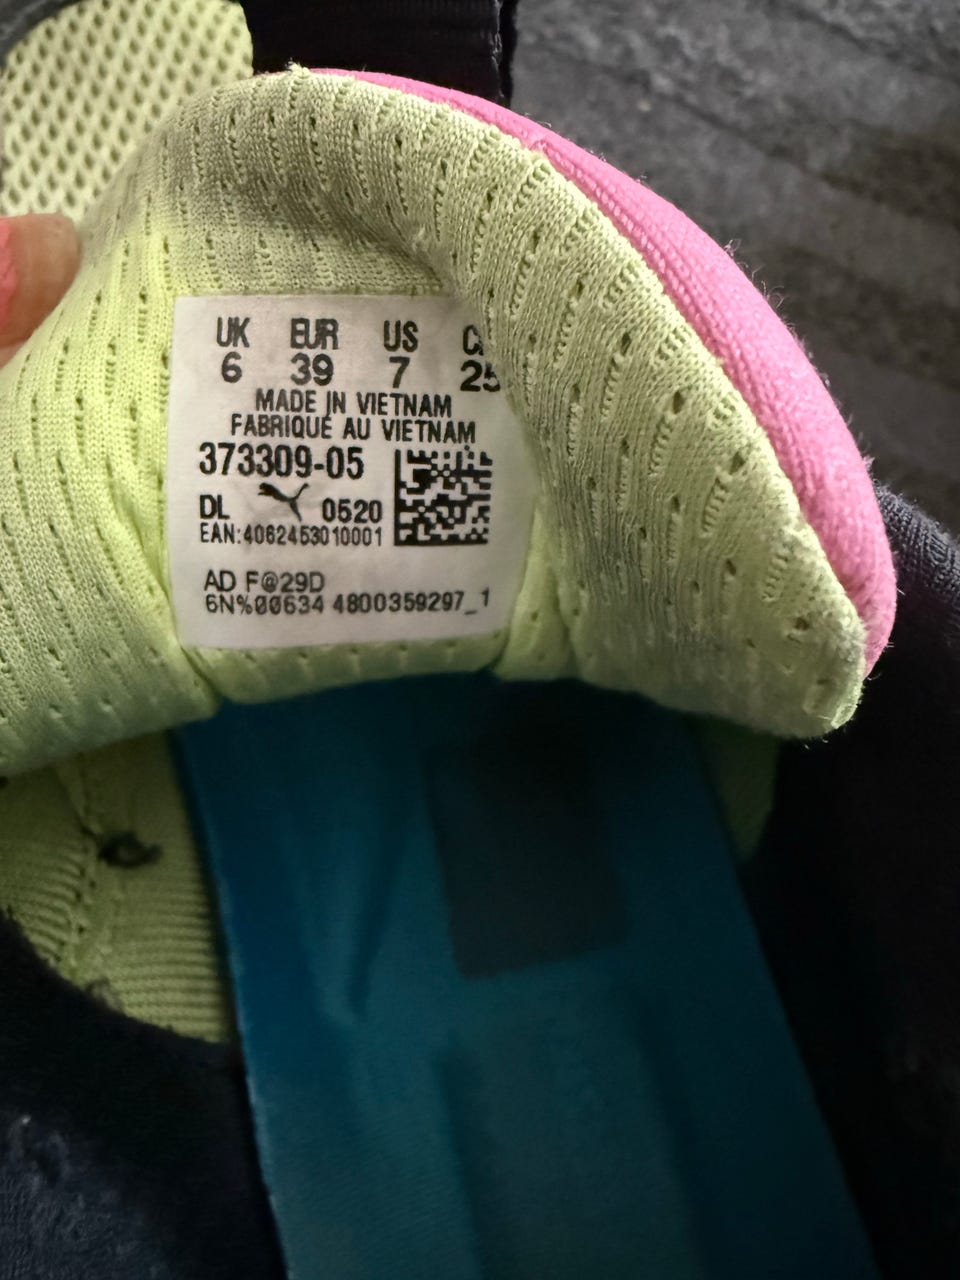 UK EUR US
6 39 7 25
MADE IN VIETNAM
FABRIQUÉ AU VIETNAM
373309-05
DL 0520
EAN:4062453010001
AD F@29D
6N%00634 4800359297_1